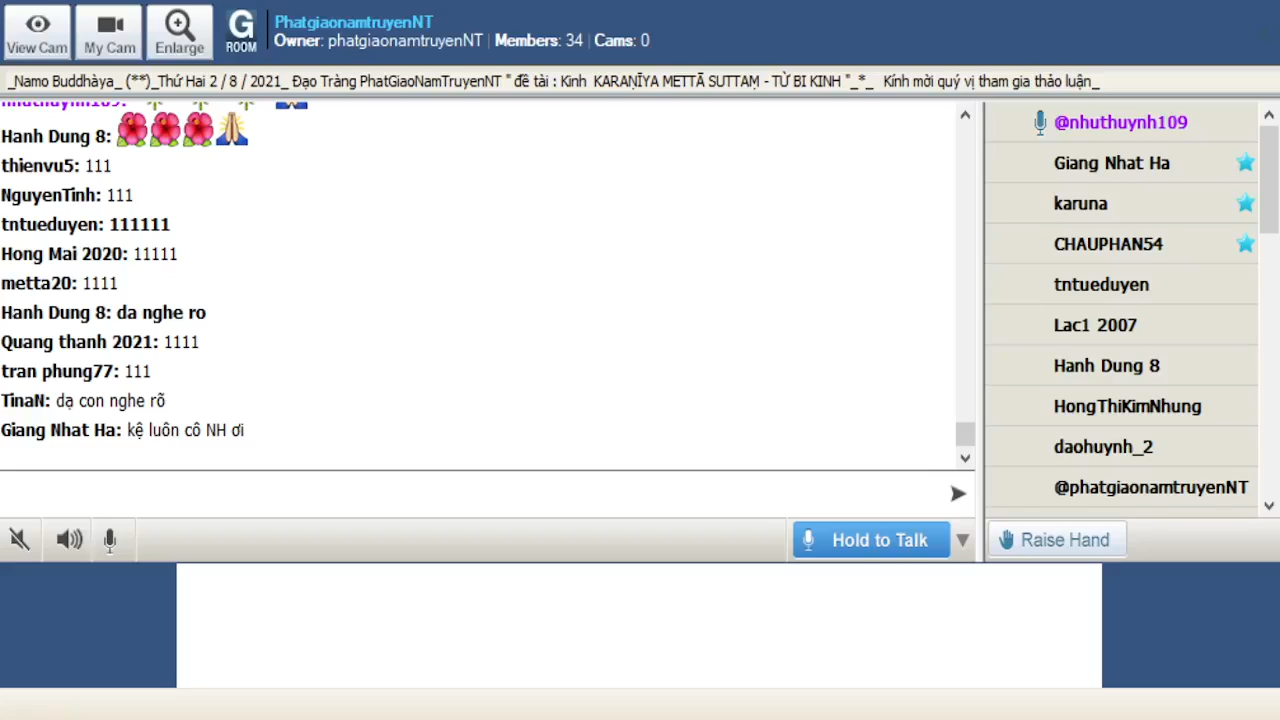 PhatgiaonamtruyenNT
Owner: phatgiaonamtruyenNT | Members: 34 | Cams: 0
View Cam
My Cam
Enlarge
G
ROOM
_Namo Buddhàya_ (**)_Thứ Hai 2 / 8 / 2021_ Đạo Tràng PhatGiaoNamTruyenNT " đề tài : Kinh KARAṆĪYA METTĀ SUTTAṂ - TỪ BI KINH "_*_ Kính mời quý vị tham gia thảo luận_
nhuthuynh109:
Hanh Dung 8:
thienvu5: 111
NguyenTinh: 111
tntueduyen: 111111
Hong Mai 2020: 11111
metta20: 1111
Hanh Dung 8: da nghe ro
Quang thanh 2021: 1111
tran phung77: 111
TinaN: dạ con nghe rõ
Giang Nhat Ha: kệ luôn cô NH ơi
@nhuthuynh109
Giang Nhat Ha
karuna
CHAUPHAN54
tntueduyen
Lac1 2007
Hanh Dung 8
HongThiKimNhung
daohuynh_2
@phatgiaonamtruyenNT
Hold to Talk
Raise Hand